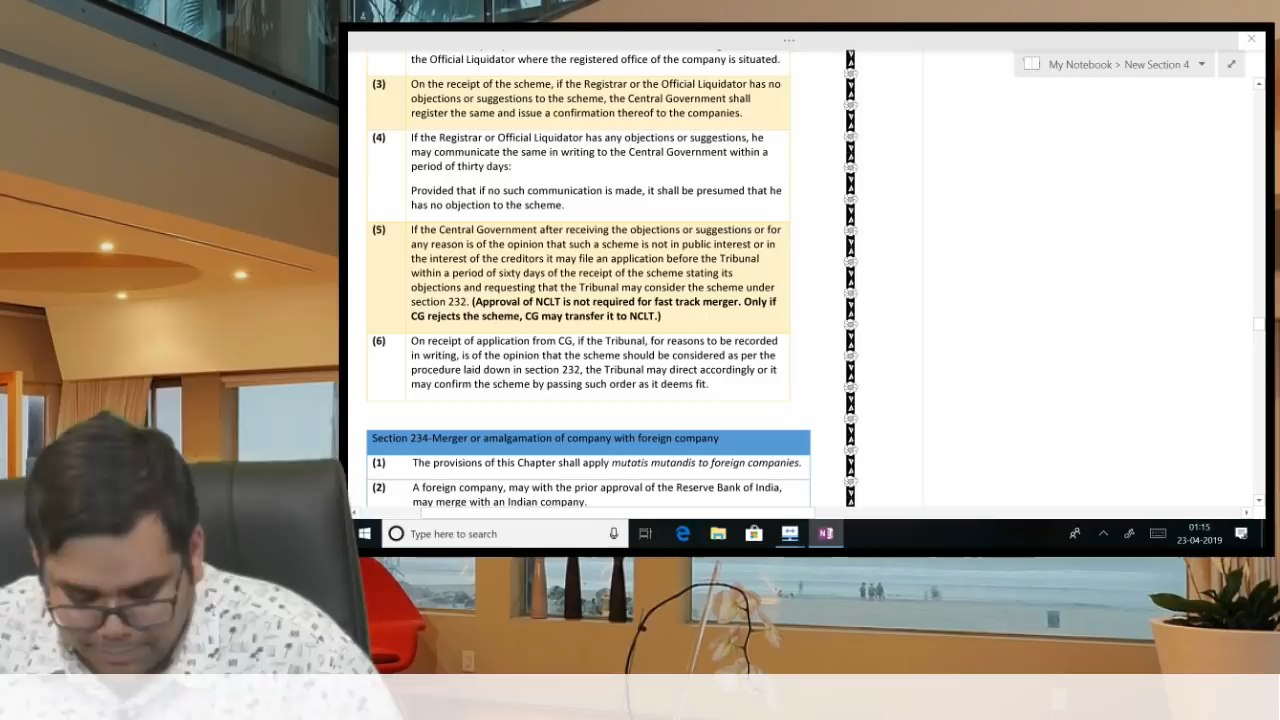 the Official Liquidator where the registered office of the company is situated.
(3) On the receipt of the scheme, if the Registrar or the Official Liquidator has no
objections or suggestions to the scheme, the Central Government shall
register the same and issue a confirmation thereof to the companies.
(4) If the Registrar or Official Liquidator has any objections or suggestions, he
may communicate the same in writing to the Central Government within a
period of thirty days:
Provided that if no such communication is made, it shall be presumed that he
has no objection to the scheme.
(5) If the Central Government after receiving the objections or suggestions or for
any reason is of the opinion that such a scheme is not in public interest or in
the interest of the creditors it may file an application before the Tribunal
within a period of sixty days of the receipt of the scheme stating its
objections and requesting that the Tribunal may consider the scheme under
section 232. (Approval of NCLT is not required for fast track merger. Only if
CG rejects the scheme, CG may transfer it to NCLT.)
(6) On receipt of application from CG, if the Tribunal, for reasons to be recorded
in writing, is of the opinion that the scheme should be considered as per the
procedure laid down in section 232, the Tribunal may direct accordingly or it
may confirm the scheme by passing such order as it deems fit.
Section 234-Merger or amalgamation of company with foreign company
(1) The provisions of this Chapter shall apply mutatis mutandis to foreign companies.
(2) A foreign company, may with the prior approval of the Reserve Bank of India,
may merge with an Indian company.
My Notebook > New Section 4
Type here to search
01:15
23-04-2019